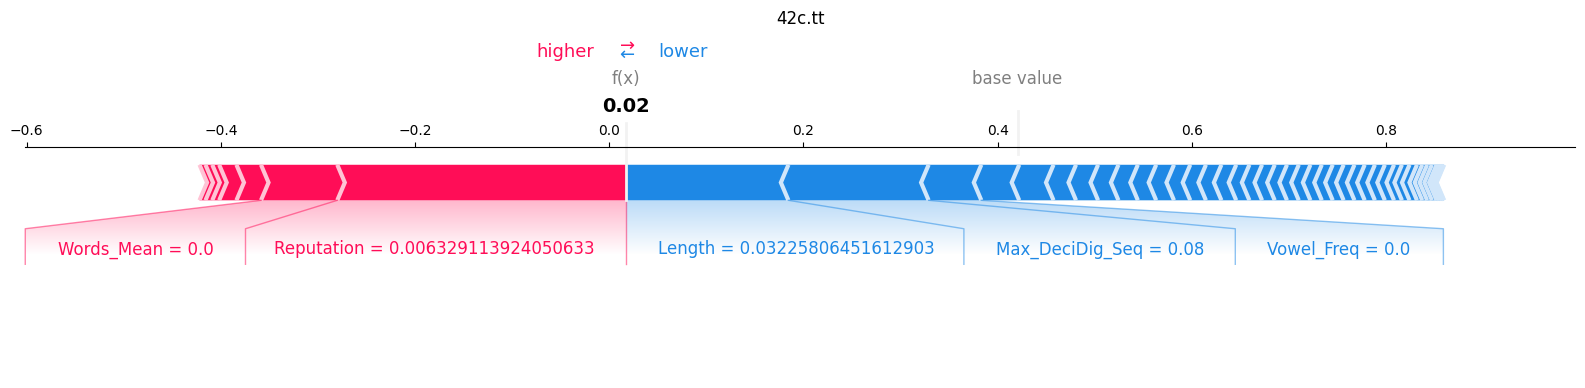 42c.tt
higher ⇄ lower
f(x) base value
0.02
−0.6 −0.4 −0.2 0.0 0.2 0.4 0.6 0.8
Words_Mean = 0.0 Reputation = 0.006329113924050633 Length = 0.03225806451612903 Max_DeciDig_Seq = 0.08 Vowel_Freq = 0.0